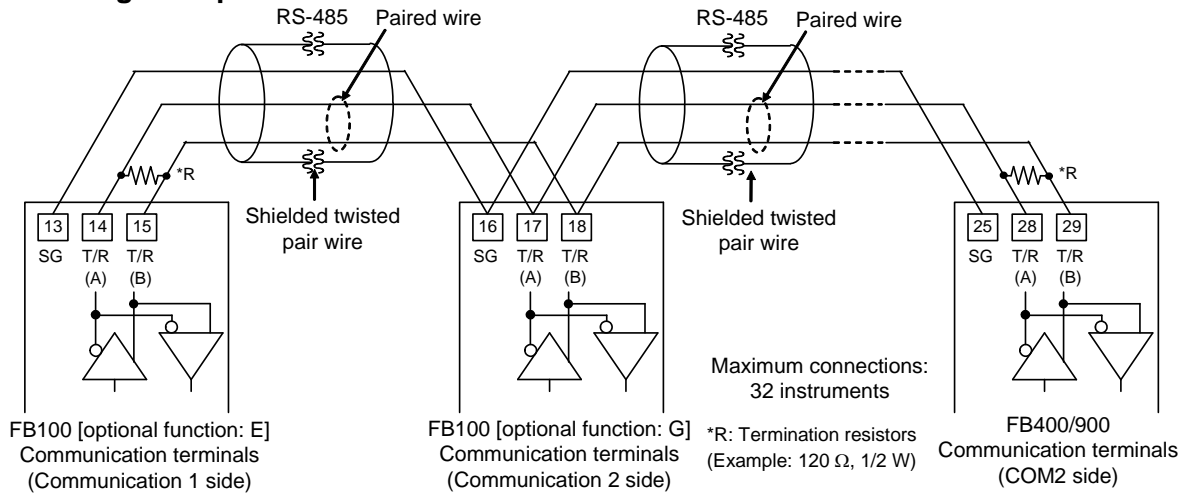 RS-485
Paired wire
RS-485
Paired wire
*R
*R
Shielded twisted
pair wire
Shielded twisted
pair wire
13 14 15
SG T/R T/R
(A) (B)
16 17 18
SG T/R T/R
(A) (B)
25 28 29
SG T/R T/R
(A) (B)
Maximum connections:
32 instruments
*R: Termination resistors
(Example: 120 Ω, 1/2 W)
FB100 [optional function: E]
Communication terminals
(Communication 1 side)
FB100 [optional function: G]
Communication terminals
(Communication 2 side)
FB400/900
Communication terminals
(COM2 side)